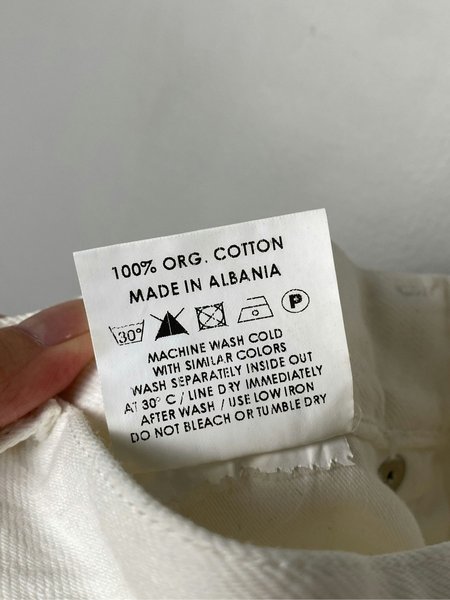 100% ORG. COTTON
MADE IN ALBANIA
30° P
MACHINE WASH COLD
WITH SIMILAR COLORS
WASH SEPARATELY INSIDE OUT
AT 30° C / LINE DRY IMMEDIATELY
AFTER WASH / USE LOW IRON
DO NOT BLEACH OR TUMBLE DRY